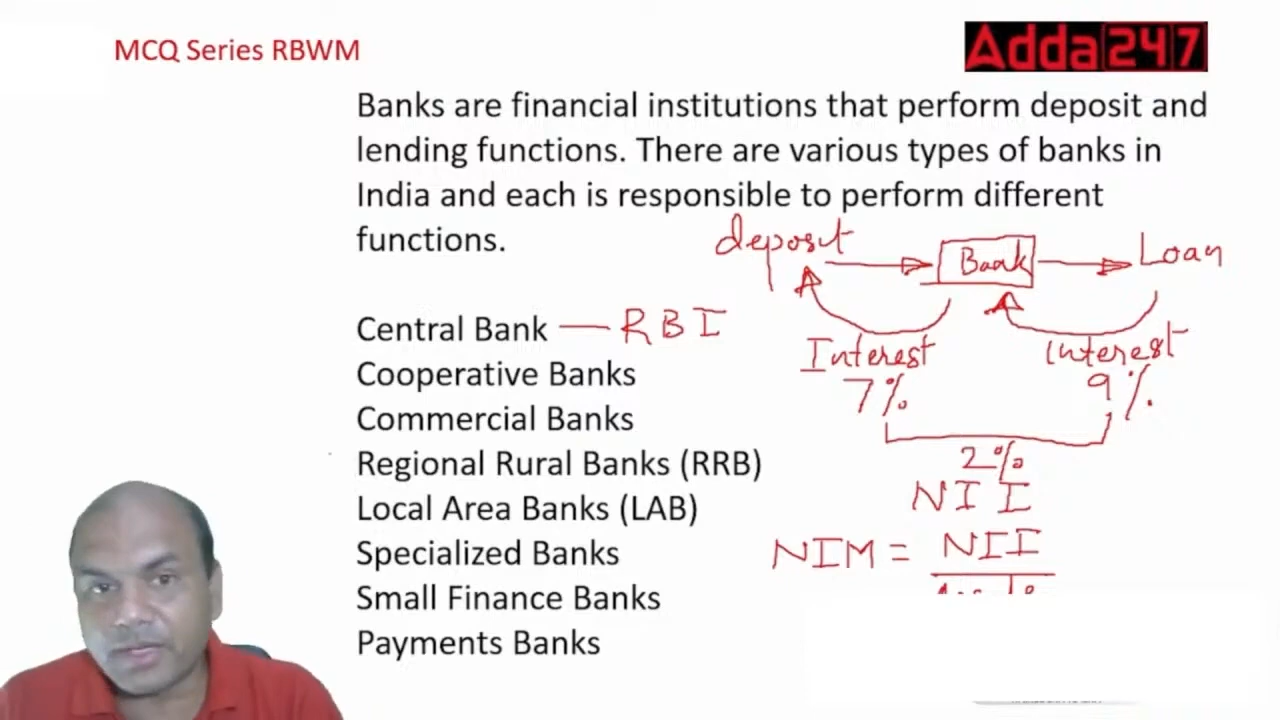 MCQ Series RBWM
Adda247
Banks are financial institutions that perform deposit and
lending functions. There are various types of banks in
India and each is responsible to perform different
functions.
deposit Bank Loan
Central Bank — RBI
Interest Interest
Cooperative Banks
7% 9%
Commercial Banks
2%
Regional Rural Banks (RRB)
NII
Local Area Banks (LAB)
NIM = NII
Specialized Banks
Small Finance Banks
Payments Banks